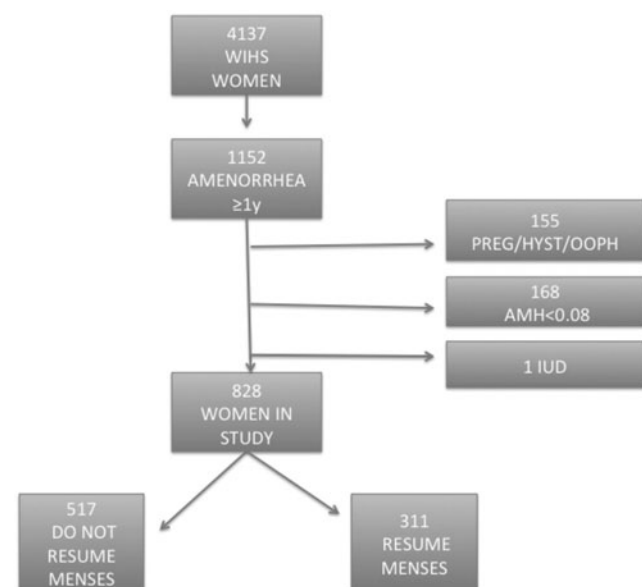 4137
WIHS
WOMEN
1152
AMENORRHEA
≥1y
155
PREG/HYST/OOPH
168
AMH<0.08
1 IUD
828
WOMEN IN
STUDY
517
DO NOT
RESUME
MENSES
311
RESUME
MENSES